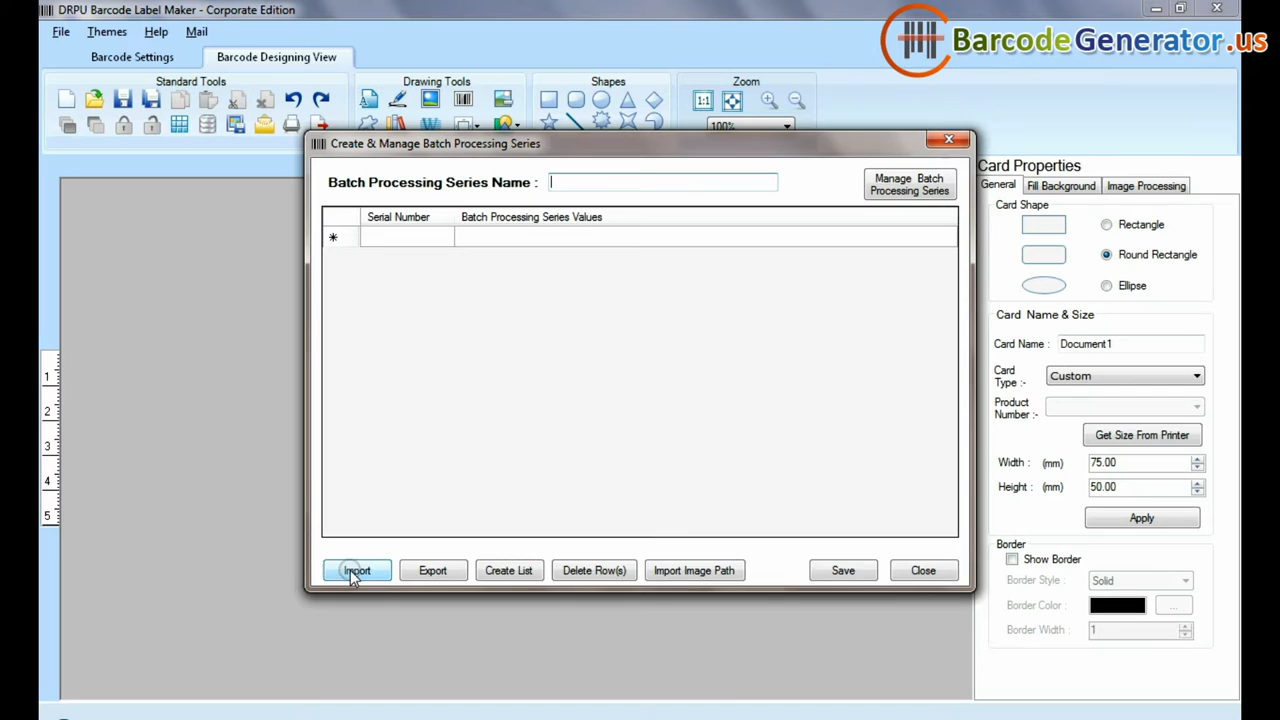 DRPU Barcode Label Maker - Corporate Edition
BarcodeGenerator.us
File Themes Help Mail
Barcode Settings Barcode Designing View
Standard Tools Drawing Tools Shapes Zoom
1:1
100%
Create & Manage Batch Processing Series
Batch Processing Series Name :
Manage Batch
Processing Series
Serial Number Batch Processing Series Values
Import Export Create List Delete Row(s) Import Image Path Save Close
1
2
3
4
5
Card Properties
General Fill Background Image Processing
Card Shape
Rectangle
Round Rectangle
Ellipse
Card Name & Size
Card Name : Document1
Card
Type :- Custom
Product
Number :-
Get Size From Printer
Width : (mm) 75.00
Height : (mm) 50.00
Apply
Border
Show Border
Border Style : Solid
Border Color : ...
Border Width : 1